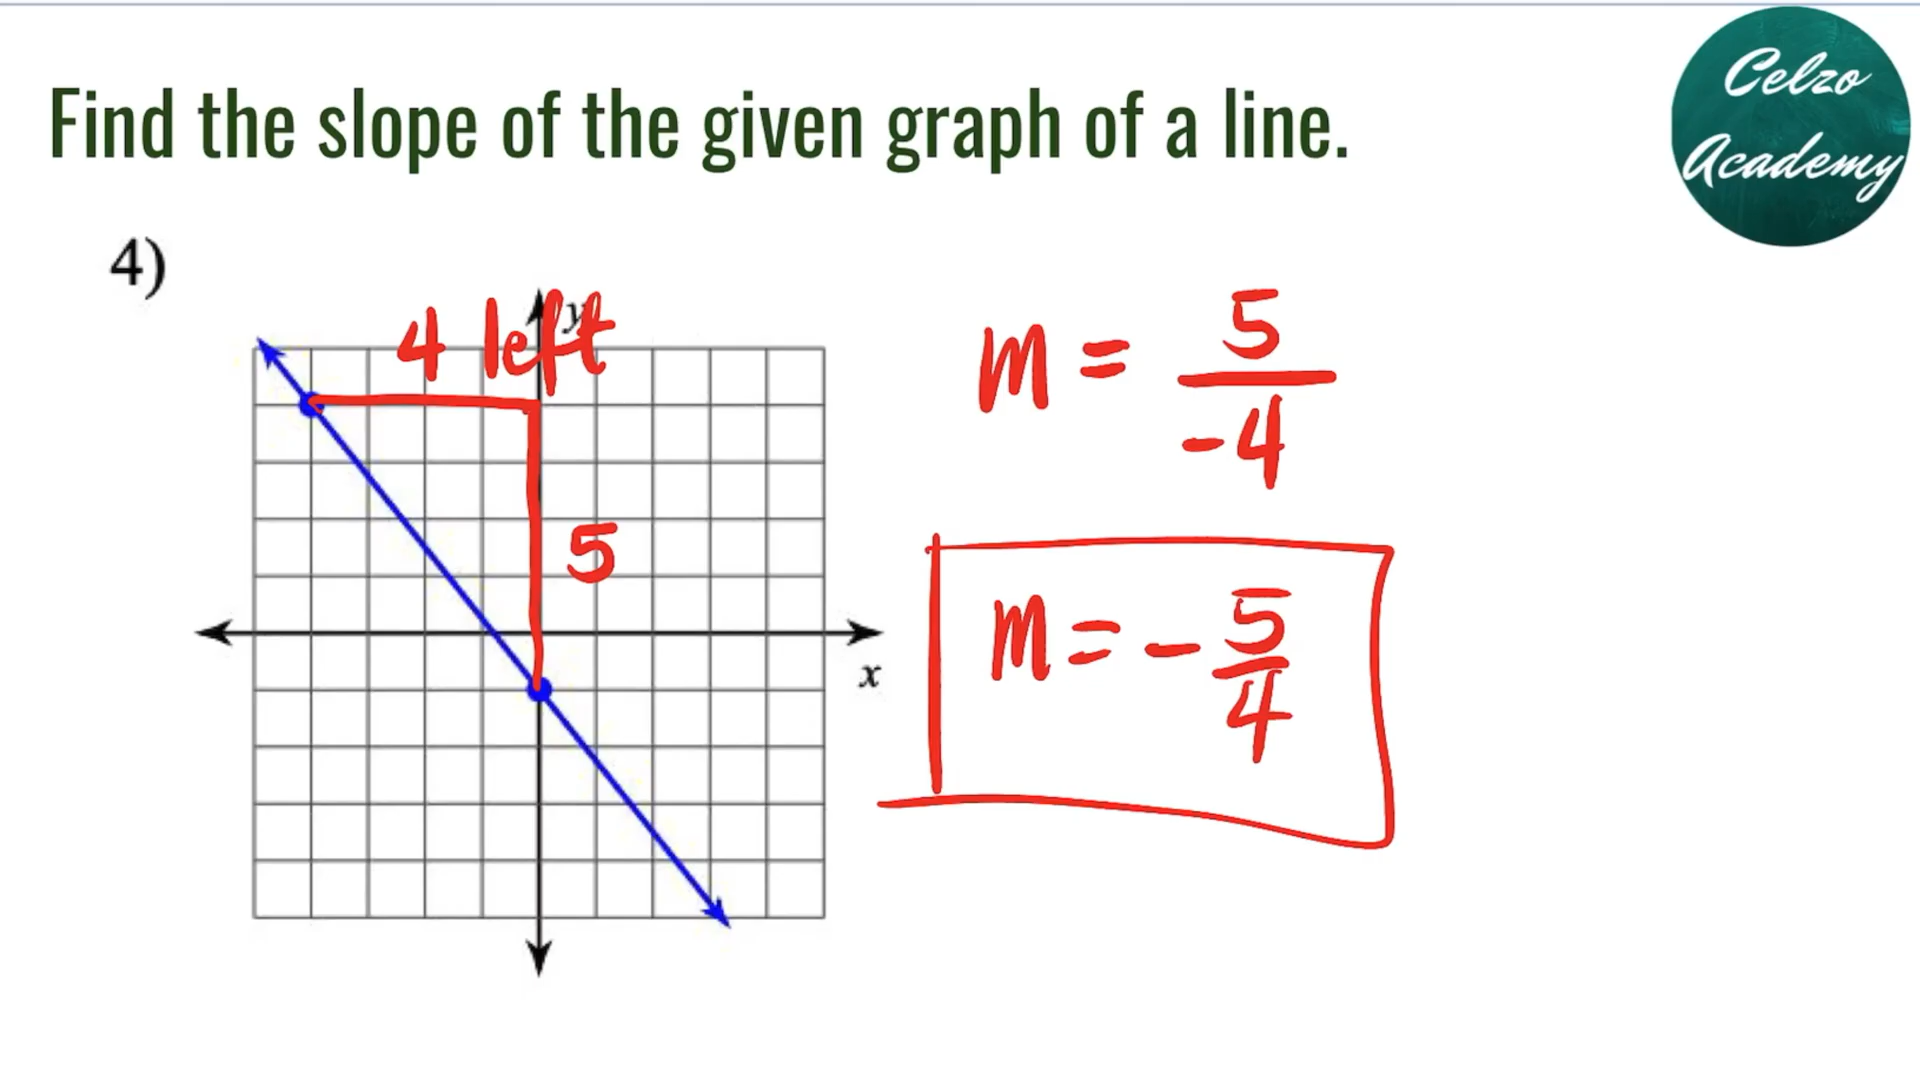 Celzo
Academy
Find the slope of the given graph of a line.
4)
4 left
y
m = 5/-4
5
m = - 5/4
x